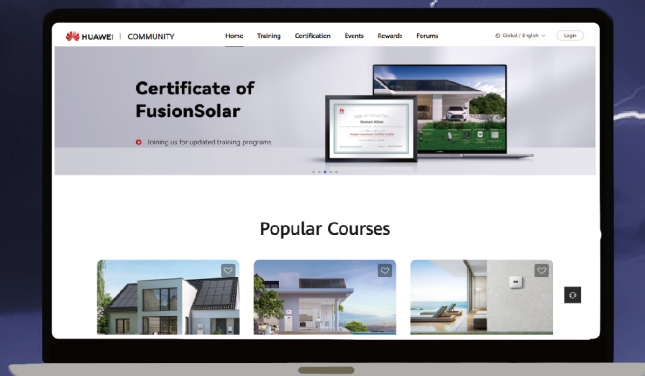 HUAWEI | COMMUNITY
Home Training Certification Events Rewards Forums
Global / English
Login
Certificate of
FusionSolar
Joining us for updated training programs
Popular Courses